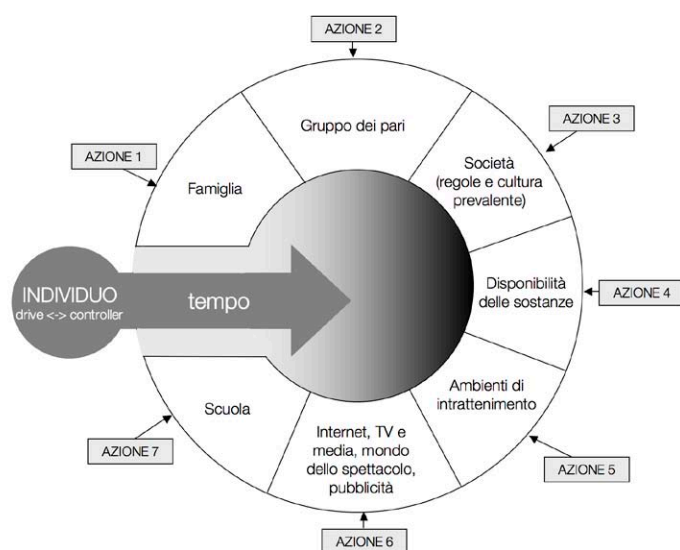 AZIONE 2
Gruppo dei pari
AZIONE 3
AZIONE 1
Società
(regole e cultura
prevalente)
Famiglia
INDIVIDUO
drive <-> controller
tempo
Disponibilità
delle sostanze
AZIONE 4
Ambienti di
intrattenimento
Scuola
Internet, TV e
media, mondo
dello spettacolo,
pubblicità
AZIONE 7
AZIONE 5
AZIONE 6